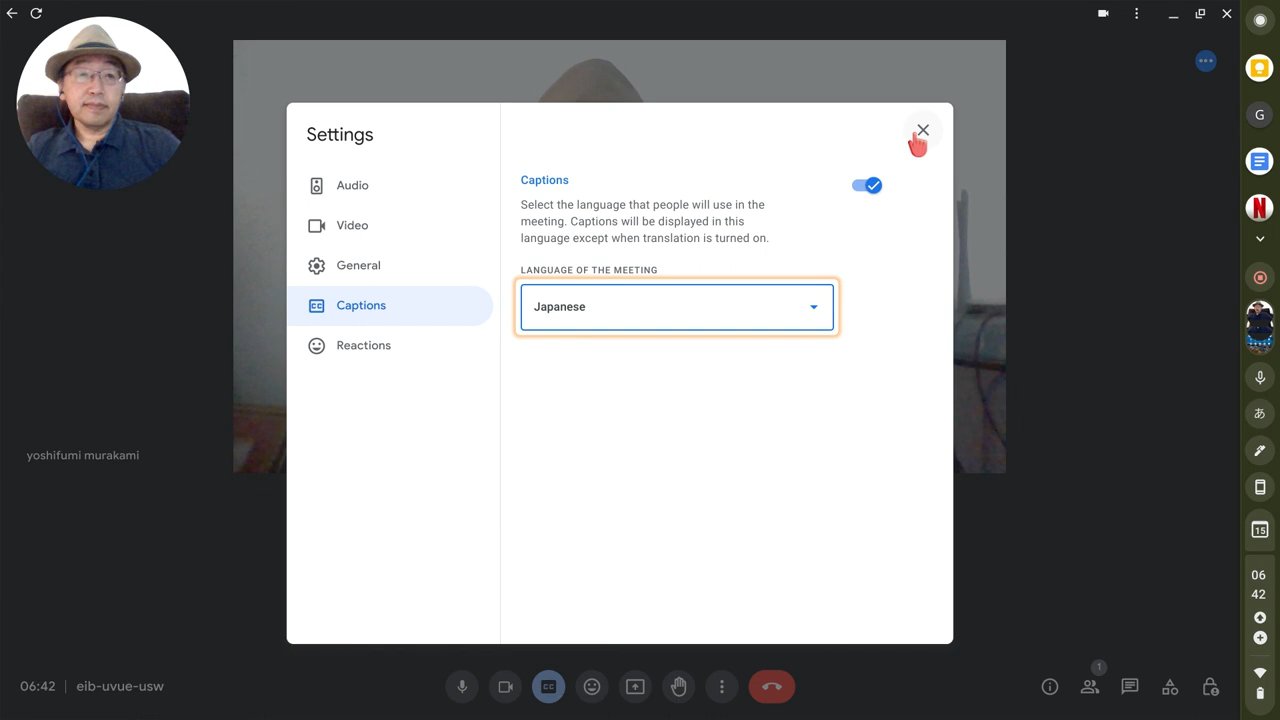 Settings
Audio
Video
General
Captions
Reactions
Captions
Select the language that people will use in the
meeting. Captions will be displayed in this
language except when translation is turned on.
LANGUAGE OF THE MEETING
Japanese
yoshifumi murakami
06:42 | eib-uvue-usw
CC
1
G
N
あ
15
06
42